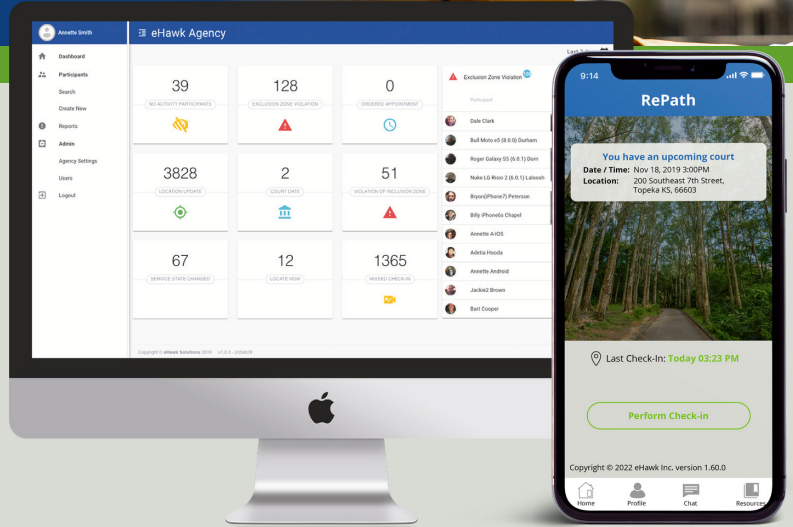 Annette Smith
eHawk Agency
Dashboard
Participants
Search
Create New
Reports
Admin
Agency Settings
Users
Logout
39
NO ACTIVITY PARTICIPANTS
128
EXCLUSION ZONE VIOLATION
0
ORDERED APPOINTMENT
3828
LOCATION UPDATE
2
COURT DATE
51
VIOLATION OF INCLUSION ZONE
67
SERVICE STATE CHANGED
12
LOCATE NOW
1365
MISSED CHECK-IN
Last
Exclusion Zone Violation
Participant
Dale Clark
Bull Moto e5 (8.0.0) Durham
Roger Galaxy S5 (6.0.1) Dorn
Nuke LG Risio 2 (6.0.1) Laloosh
Bryon(iPhone7) Peterson
Billy iPhone6s Chapel
Annette A-IOS
Adetia Hooda
Annette Android
Jackie2 Brown
Bart Cooper
Copyright © eHawk Solutions 2019 v1.0.0 -
9:14
RePath
You have an upcoming court
Date / Time: Nov 18, 2019 3:00PM
Location: 200 Southeast 7th Street,
Topeka KS, 66603
Last Check-In: Today 03:23 PM
Perform Check-in
Copyright © 2022 eHawk Inc. version 1.60.0
Home Profile Chat Resources